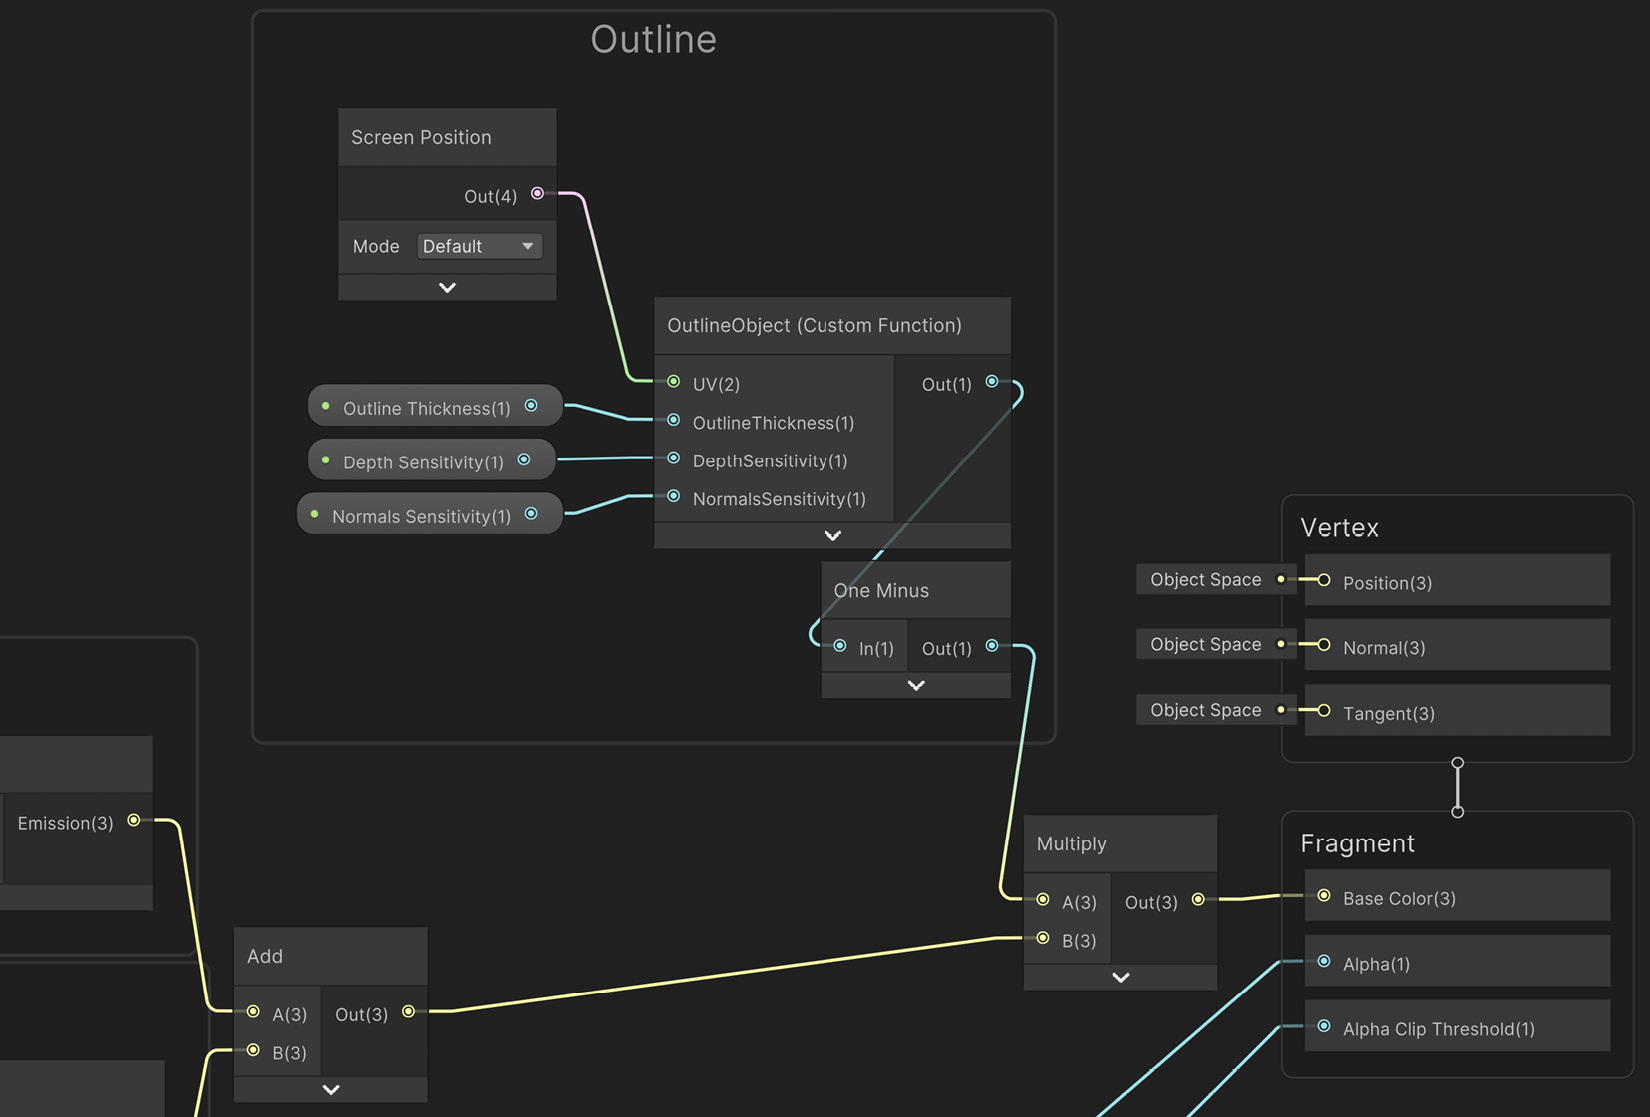 Outline
Screen Position
Out(4)
Mode Default
OutlineObject (Custom Function)
UV(2) Out(1)
Outline Thickness(1) OutlineThickness(1)
Depth Sensitivity(1) DepthSensitivity(1)
Normals Sensitivity(1) NormalsSensitivity(1)
One Minus
In(1) Out(1)
Vertex
Object Space Position(3)
Object Space Normal(3)
Object Space Tangent(3)
Emission(3)
Multiply
A(3) Out(3)
B(3)
Fragment
Base Color(3)
Alpha(1)
Alpha Clip Threshold(1)
Add
A(3) Out(3)
B(3)